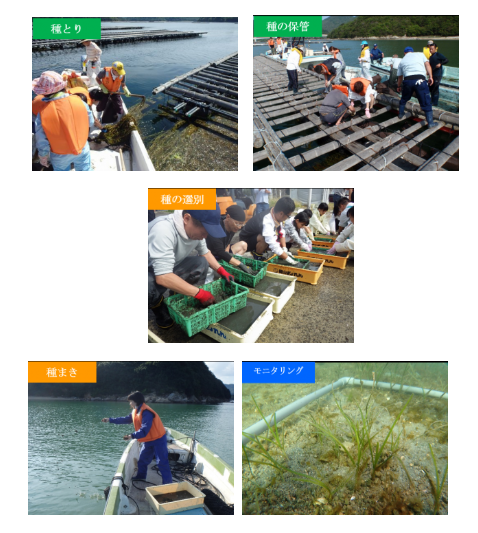 種とり
種の保管
種の選別
種まき
モニタリング